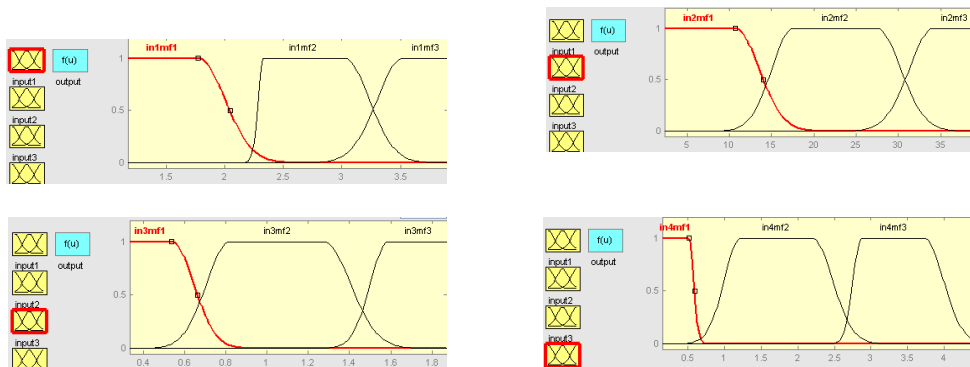 in1mf1 in1mf2 in1mf3
f(u)
1
input1 output
0.5
input2
input3
0
1.5 2 2.5 3 3.5
in2mf1 in2mf2 in2mf3
f(u)
1
input1 output
0.5
input2
input3
0
5 10 15 20 25 30 35
in3mf1 in3mf2 in3mf3
f(u)
1
input1 output
0.5
input2
input3
0
0.4 0.6 0.8 1 1.2 1.4 1.6 1.8
in4mf1 in4mf2 in4mf3
f(u)
1
input1 output
0.5
input2
input3
0
0.5 1 1.5 2 2.5 3 3.5 4